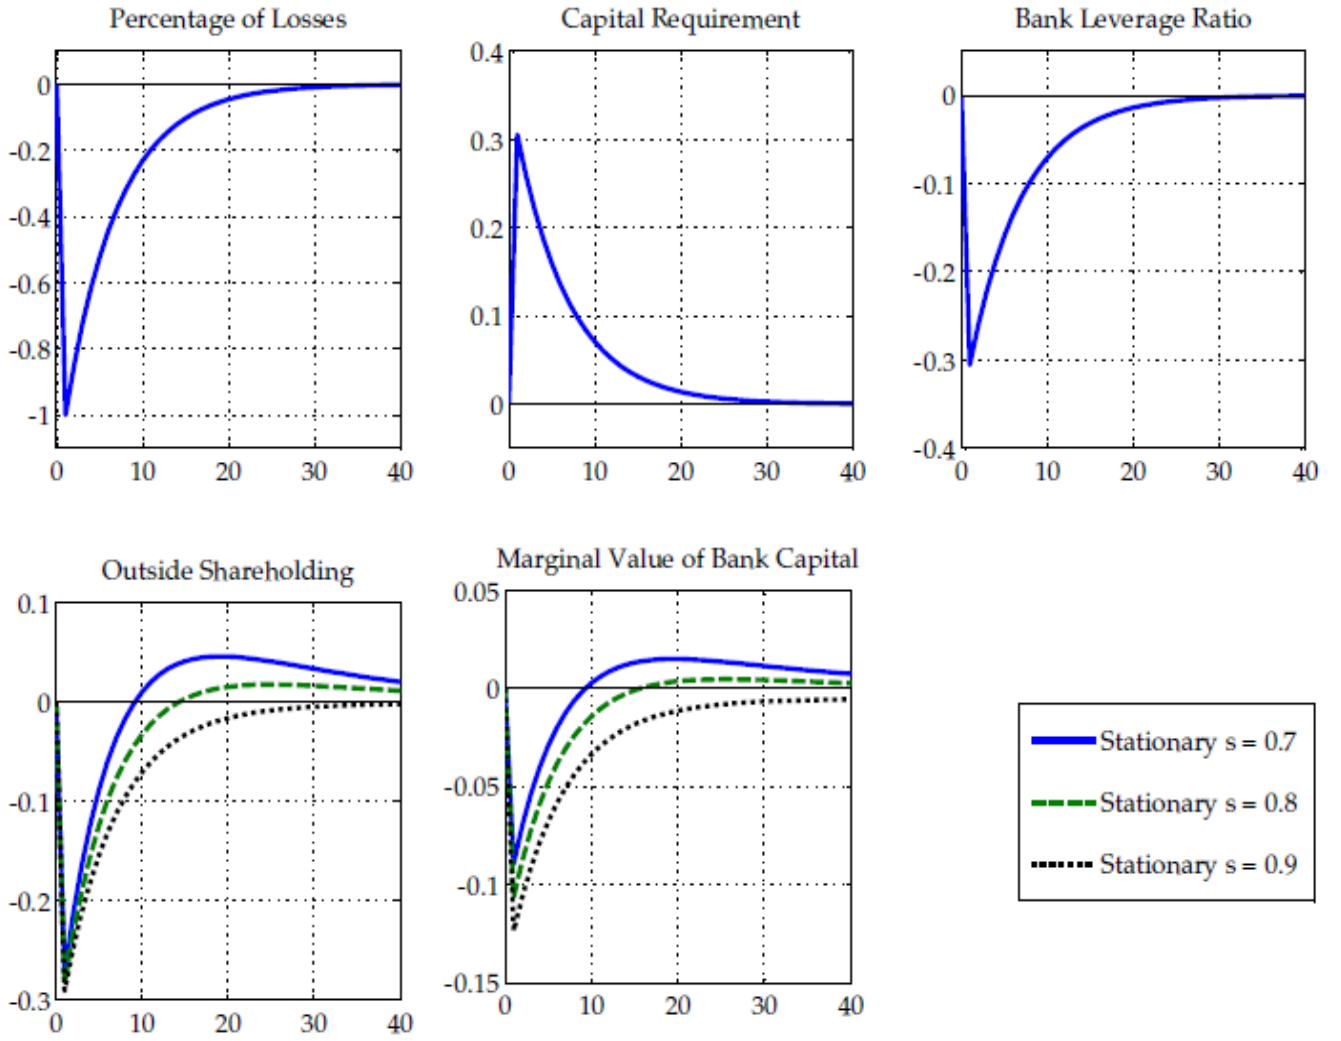 Percentage of Losses
Capital Requirement
Bank Leverage Ratio
0
-0.2
-0.4
-0.6
-0.8
-1
0 10 20 30 40
0.4
0.3
0.2
0.1
0
0 10 20 30 40
0
-0.1
-0.2
-0.3
-0.4
0 10 20 30 40
Outside Shareholding
0.1
0
-0.1
-0.2
-0.3
0 10 20 30 40
Marginal Value of Bank Capital
0.05
0
-0.05
-0.1
-0.15
0 10 20 30 40
Stationary s = 0.7
Stationary s = 0.8
Stationary s = 0.9